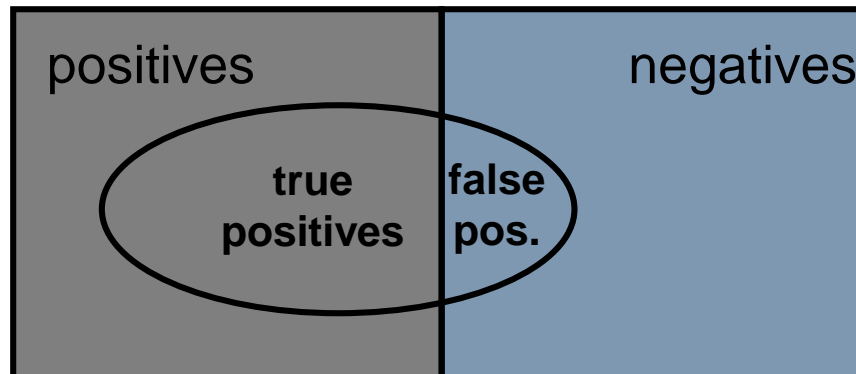 positives
negatives
true
positives
false
pos.